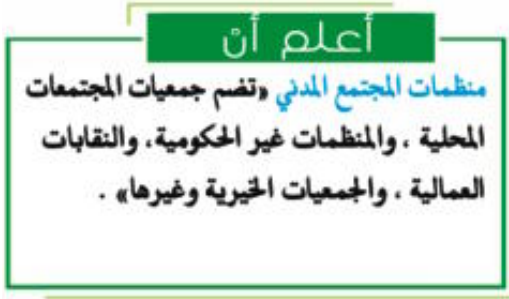 أعلم أن
منظمات المجتمع المدني «تضم جمعيات المجتمعات
المحلية ، والمنظمات غير الحكومية، والنقابات
العمالية ، والجمعيات الخيرية وغيرها» .